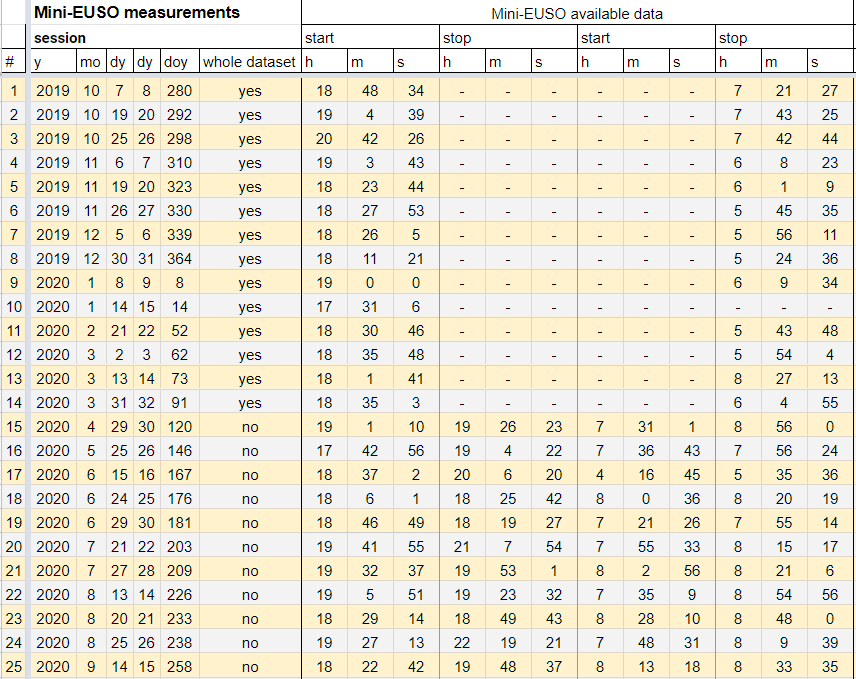 Mini-EUSO measurements Mini-EUSO available data
session start stop start stop
# y mo dy dy doy whole dataset h m s h m s h m s h m s
1 2019 10 7 8 280 yes 18 48 34 - - - - - - 7 21 27
2 2019 10 19 20 292 yes 19 4 39 - - - - - - 7 43 25
3 2019 10 25 26 298 yes 20 42 26 - - - - - - 7 42 44
4 2019 11 6 7 310 yes 19 3 43 - - - - - - 6 8 23
5 2019 11 19 20 323 yes 18 23 44 - - - - - - 6 1 9
6 2019 11 26 27 330 yes 18 27 53 - - - - - - 5 45 35
7 2019 12 5 6 339 yes 18 26 5 - - - - - - 5 56 11
8 2019 12 30 31 364 yes 18 11 21 - - - - - - 5 24 36
9 2020 1 8 9 8 yes 19 0 0 - - - - - - 6 9 34
10 2020 1 14 15 14 yes 17 31 6 - - - - - - - - -
11 2020 2 21 22 52 yes 18 30 46 - - - - - - 5 43 48
12 2020 3 2 3 62 yes 18 35 48 - - - - - - 5 54 4
13 2020 3 13 14 73 yes 18 1 41 - - - - - - 8 27 13
14 2020 3 31 32 91 yes 18 35 3 - - - - - - 6 4 55
15 2020 4 29 30 120 no 19 1 10 19 26 23 7 31 1 8 56 0
16 2020 5 25 26 146 no 17 42 56 19 4 22 7 36 43 7 56 24
17 2020 6 15 16 167 no 18 37 2 20 6 20 4 16 45 5 35 36
18 2020 6 24 25 176 no 18 6 1 18 25 42 8 0 36 8 20 19
19 2020 6 29 30 181 no 18 46 49 18 19 27 7 21 26 7 55 14
20 2020 7 21 22 203 no 19 41 55 21 7 54 7 55 33 8 15 17
21 2020 7 27 28 209 no 19 32 37 19 53 1 8 2 56 8 21 6
22 2020 8 13 14 226 no 19 5 51 19 23 32 7 35 9 8 54 56
23 2020 8 20 21 233 no 18 29 14 18 49 43 8 28 10 8 48 0
24 2020 8 25 26 238 no 19 27 13 22 19 21 7 48 31 8 9 39
25 2020 9 14 15 258 no 18 22 42 19 48 37 8 13 18 8 33 35